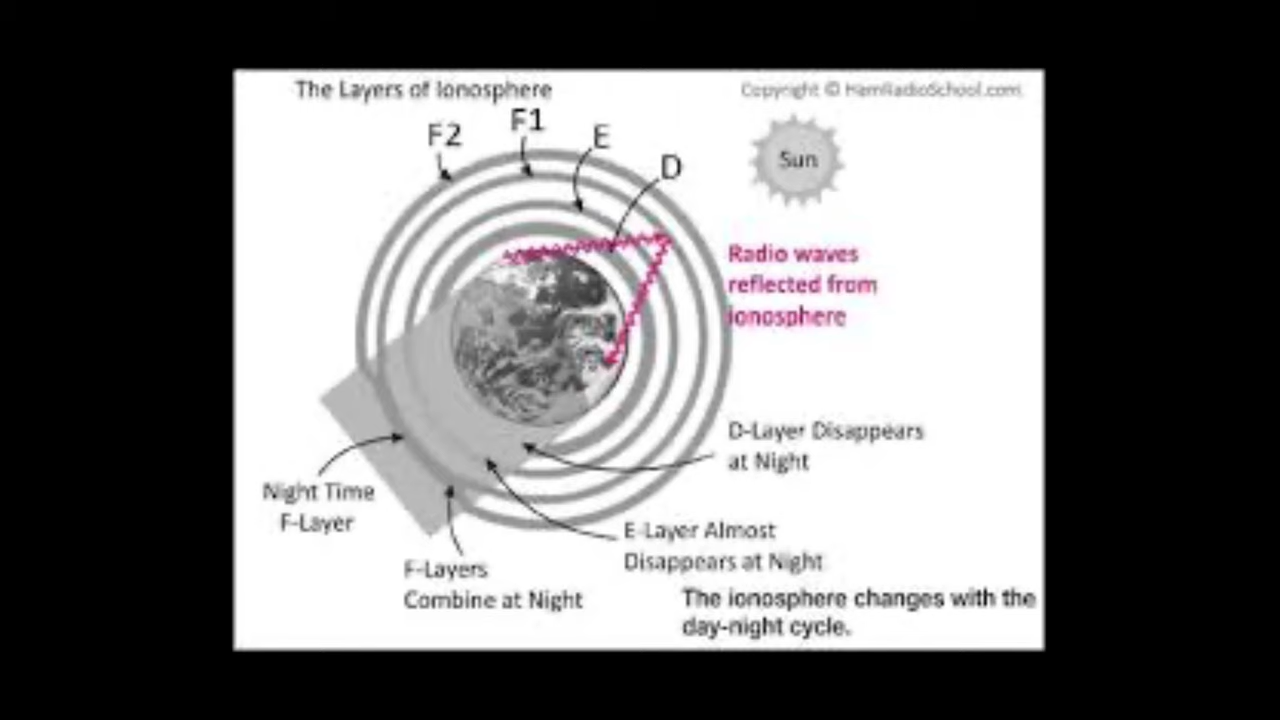 The Layers of Ionosphere
Copyright © HamRadioSchool.com
F2
F1
E
D
Sun
Radio waves
reflected from
ionosphere
D-Layer Disappears
at Night
Night Time
F-Layer
E-Layer Almost
Disappears at Night
F-Layers
Combine at Night
The ionosphere changes with the
day-night cycle.